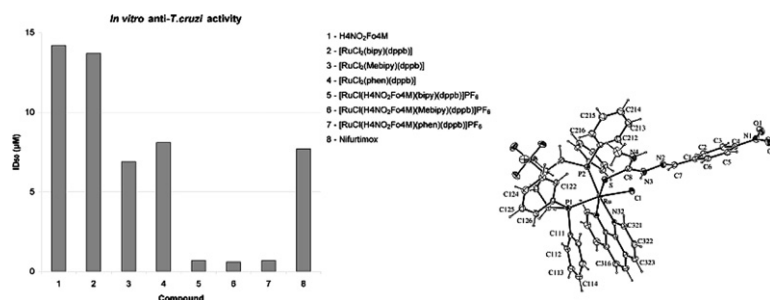 In vitro anti-T.cruzi activity
15
10
5
0
ID50 (µM)
1 2 3 4 5 6 7 8
Compound
1 - H4NO2Fo4M
2 - [RuCl2(bipy)(dppb)]
3 - [RuCl2(Mebipy)(dppb)]
4 - [RuCl2(phen)(dppb)]
5 - [RuCl(H4NO2Fo4M)(bipy)(dppb)]PF6
6 - [RuCl(H4NO2Fo4M)(Mebipy)(dppb)]PF6
7 - [RuCl(H4NO2Fo4M)(phen)(dppb)]PF6
8 - Nifurtimox
C215 C214
C213
C216 C212
O1
N1
C3 C4
C2
C1 C5
C6
N4
N2
P2 S C8 C7
N3
C122
C124
C125
C126
P1 Ru Cl
C111 N32
C321
C112 C322
C113 C316 C323
C114